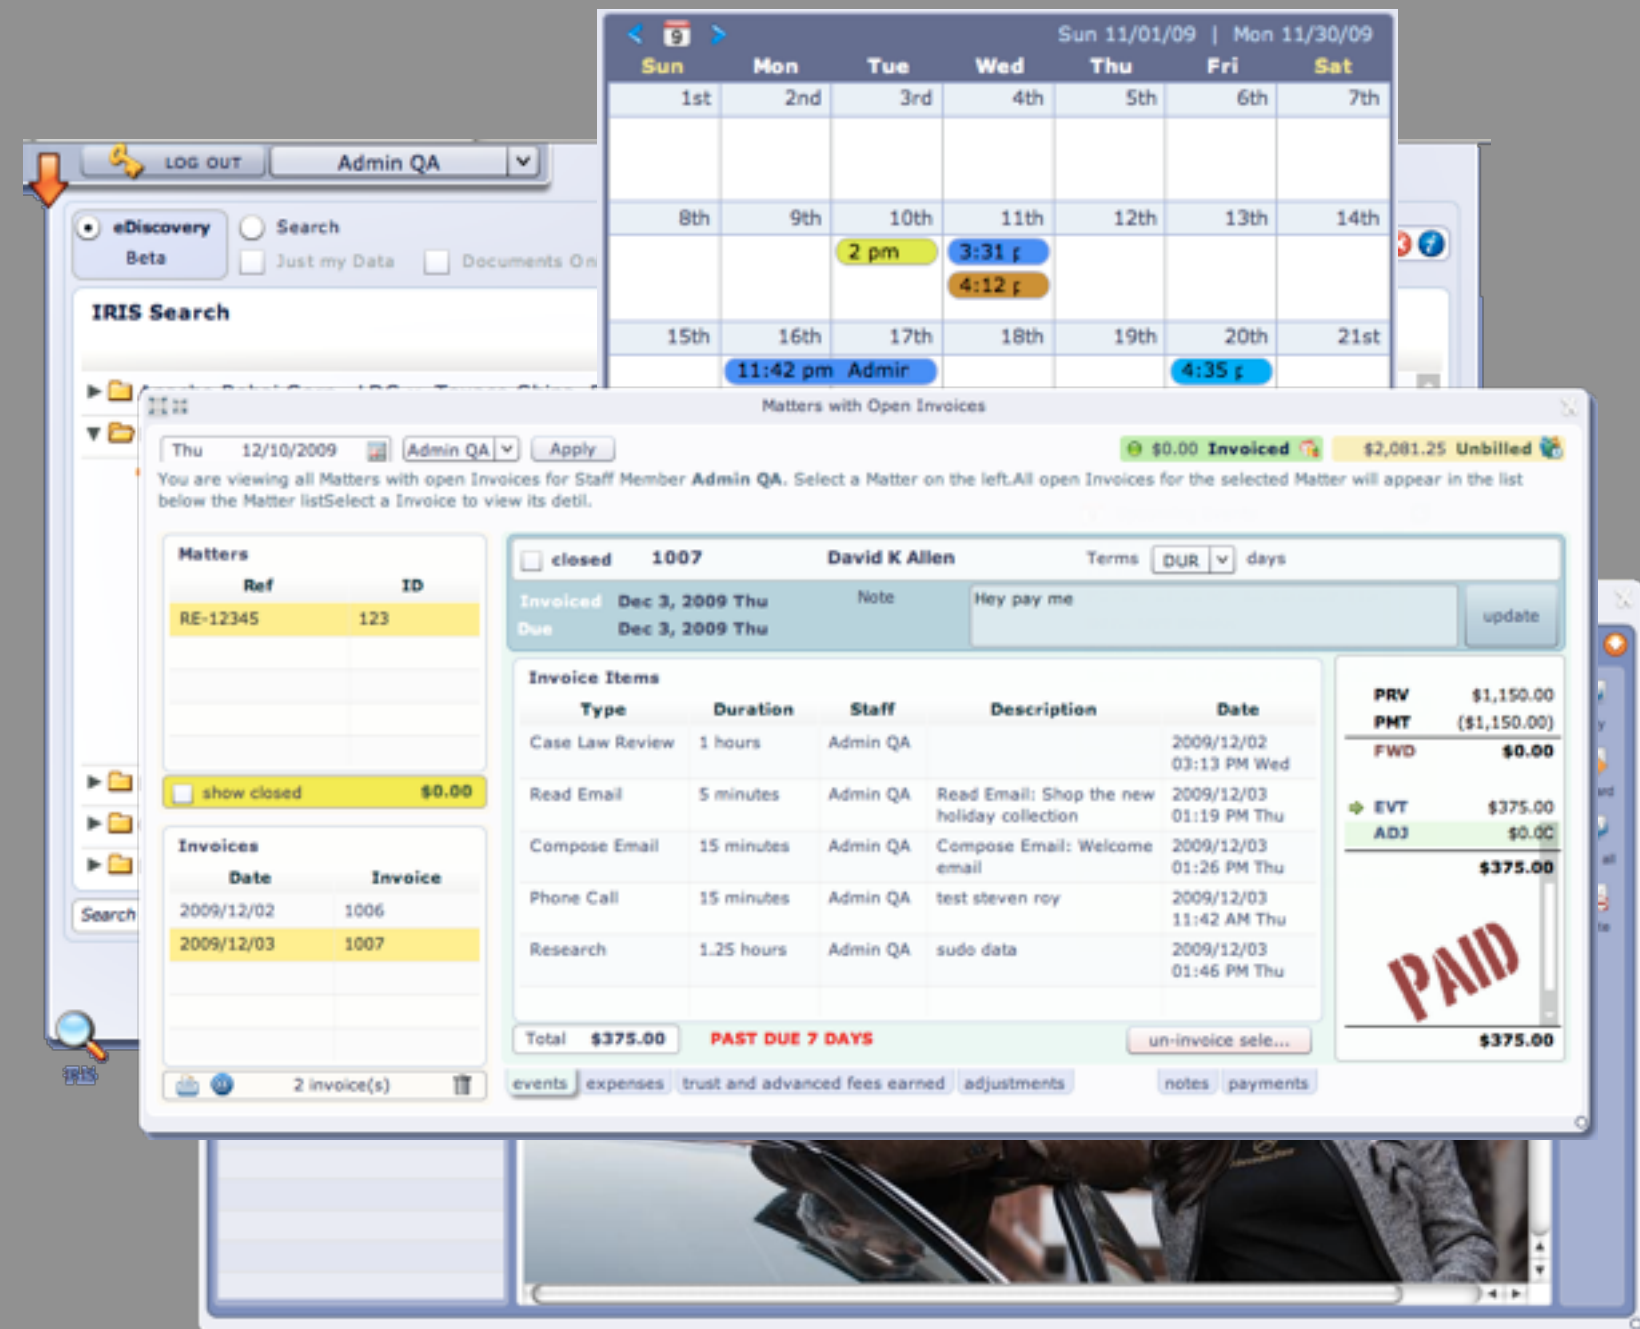 Sun 11/01/09 | Mon 11/30/09
9
Sun Mon Tue Wed Thu Fri Sat
1st 2nd 3rd 4th 5th 6th 7th
8th 9th 10th 11th 12th 13th 14th
2 pm 3:31
4:12
15th 16th 17th 18th 19th 20th 21st
11:42 pm Admir 4:35
LOG OUT Admin QA
eDiscovery Search
Beta Just my Data Documents On
IRIS Search
Search
Matters with Open Invoices
Thu 12/10/2009 Admin QA Apply $0.00 Invoiced $2,081.25 Unbilled
You are viewing all Matters with open Invoices for Staff Member Admin QA. Select a Matter on the left.All open Invoices for the selected Matter will appear in the list
below the Matter listSelect a Invoice to view its detil.
Matters
Ref ID
RE-12345 123
show closed $0.00
Invoices
Date Invoice
2009/12/02 1006
2009/12/03 1007
2 invoice(s)
closed 1007 David K Allen Terms DUR days
Invoiced Dec 3, 2009 Thu Note Hey pay me update
Due Dec 3, 2009 Thu
Invoice Items
Type Duration Staff Description Date
Case Law Review 1 hours Admin QA 2009/12/02
03:13 PM Wed
Read Email 5 minutes Admin QA Read Email: Shop the new 2009/12/03
holiday collection 01:19 PM Thu
Compose Email 15 minutes Admin QA Compose Email: Welcome 2009/12/03
email 01:26 PM Thu
Phone Call 15 minutes Admin QA test steven roy 2009/12/03
11:42 AM Thu
Research 1.25 hours Admin QA sudo data 2009/12/03
01:46 PM Thu
Total $375.00 PAST DUE 7 DAYS un-invoice sele...
events expenses trust and advanced fees earned adjustments notes payments
PRV $1,150.00
PMT ($1,150.00)
FWD $0.00
EVT $375.00
ADJ $0.00
$375.00
PAID
$375.00